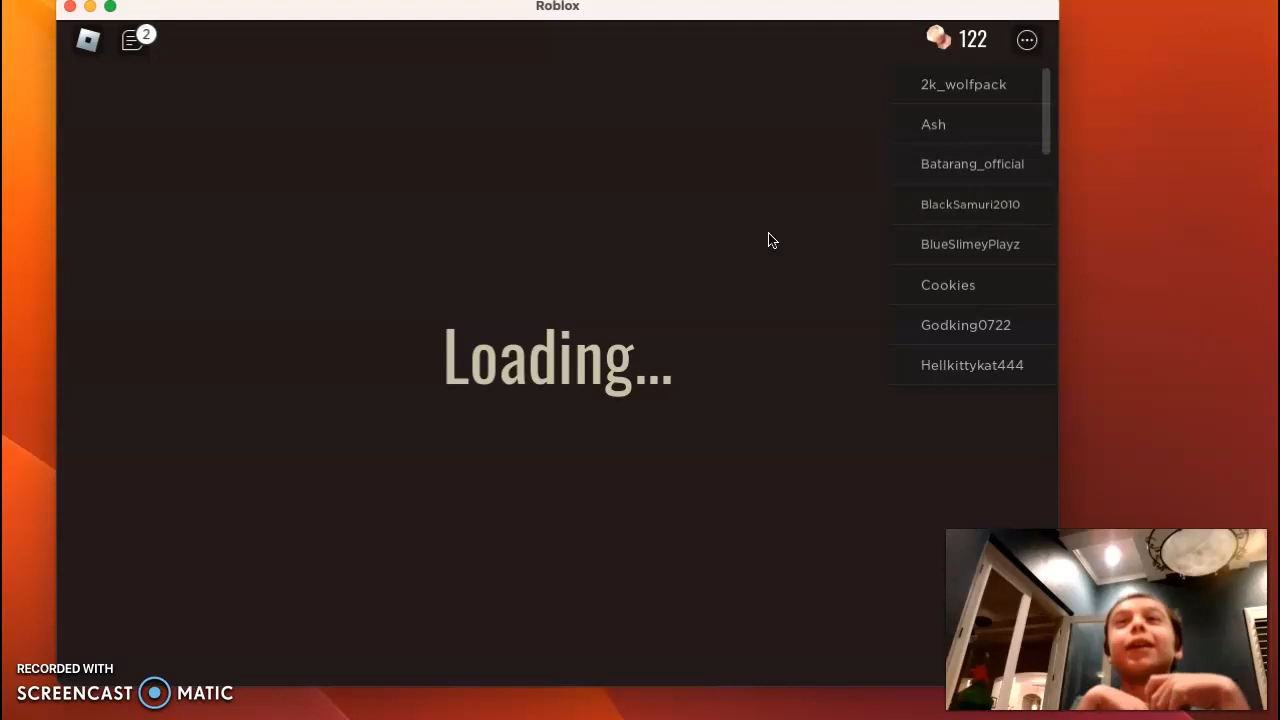 Roblox
2
122
2k_wolfpack
Ash
Batarang_official
BlackSamuri2010
BlueSlimeyPlayz
Cookies
Godking0722
Hellkittykat444
Loading...
RECORDED WITH
SCREENCAST MATIC